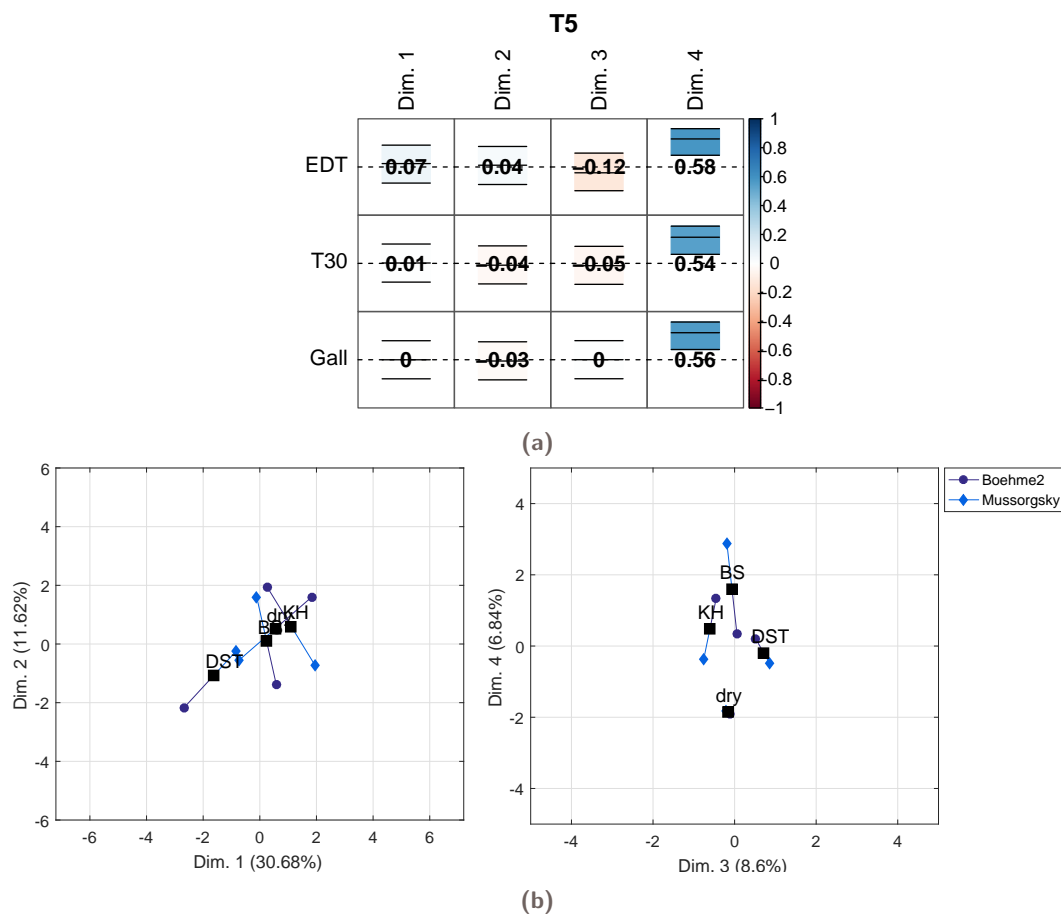 T5
Dim. 1 Dim. 2 Dim. 3 Dim. 4
EDT 0.07 0.04 −0.12 0.58
T30 0.01 −0.04 −0.05 0.54
Gall 0 −0.03 0 0.56
1
0.8
0.6
0.4
0.2
0
−0.2
−0.4
−0.6
−0.8
−1
(a)
6
4
2
0
-2
-4
-6
Dim. 2 (11.62%)
DST
BS
dry
KH
-6 -4 -2 0 2 4 6
Dim. 1 (30.68%)
4
2
0
-2
-4
Dim. 4 (6.84%)
BS
KH
DST
dry
-4 -2 0 2 4
Dim. 3 (8.6%)
Boehme2
Mussorgsky
(b)